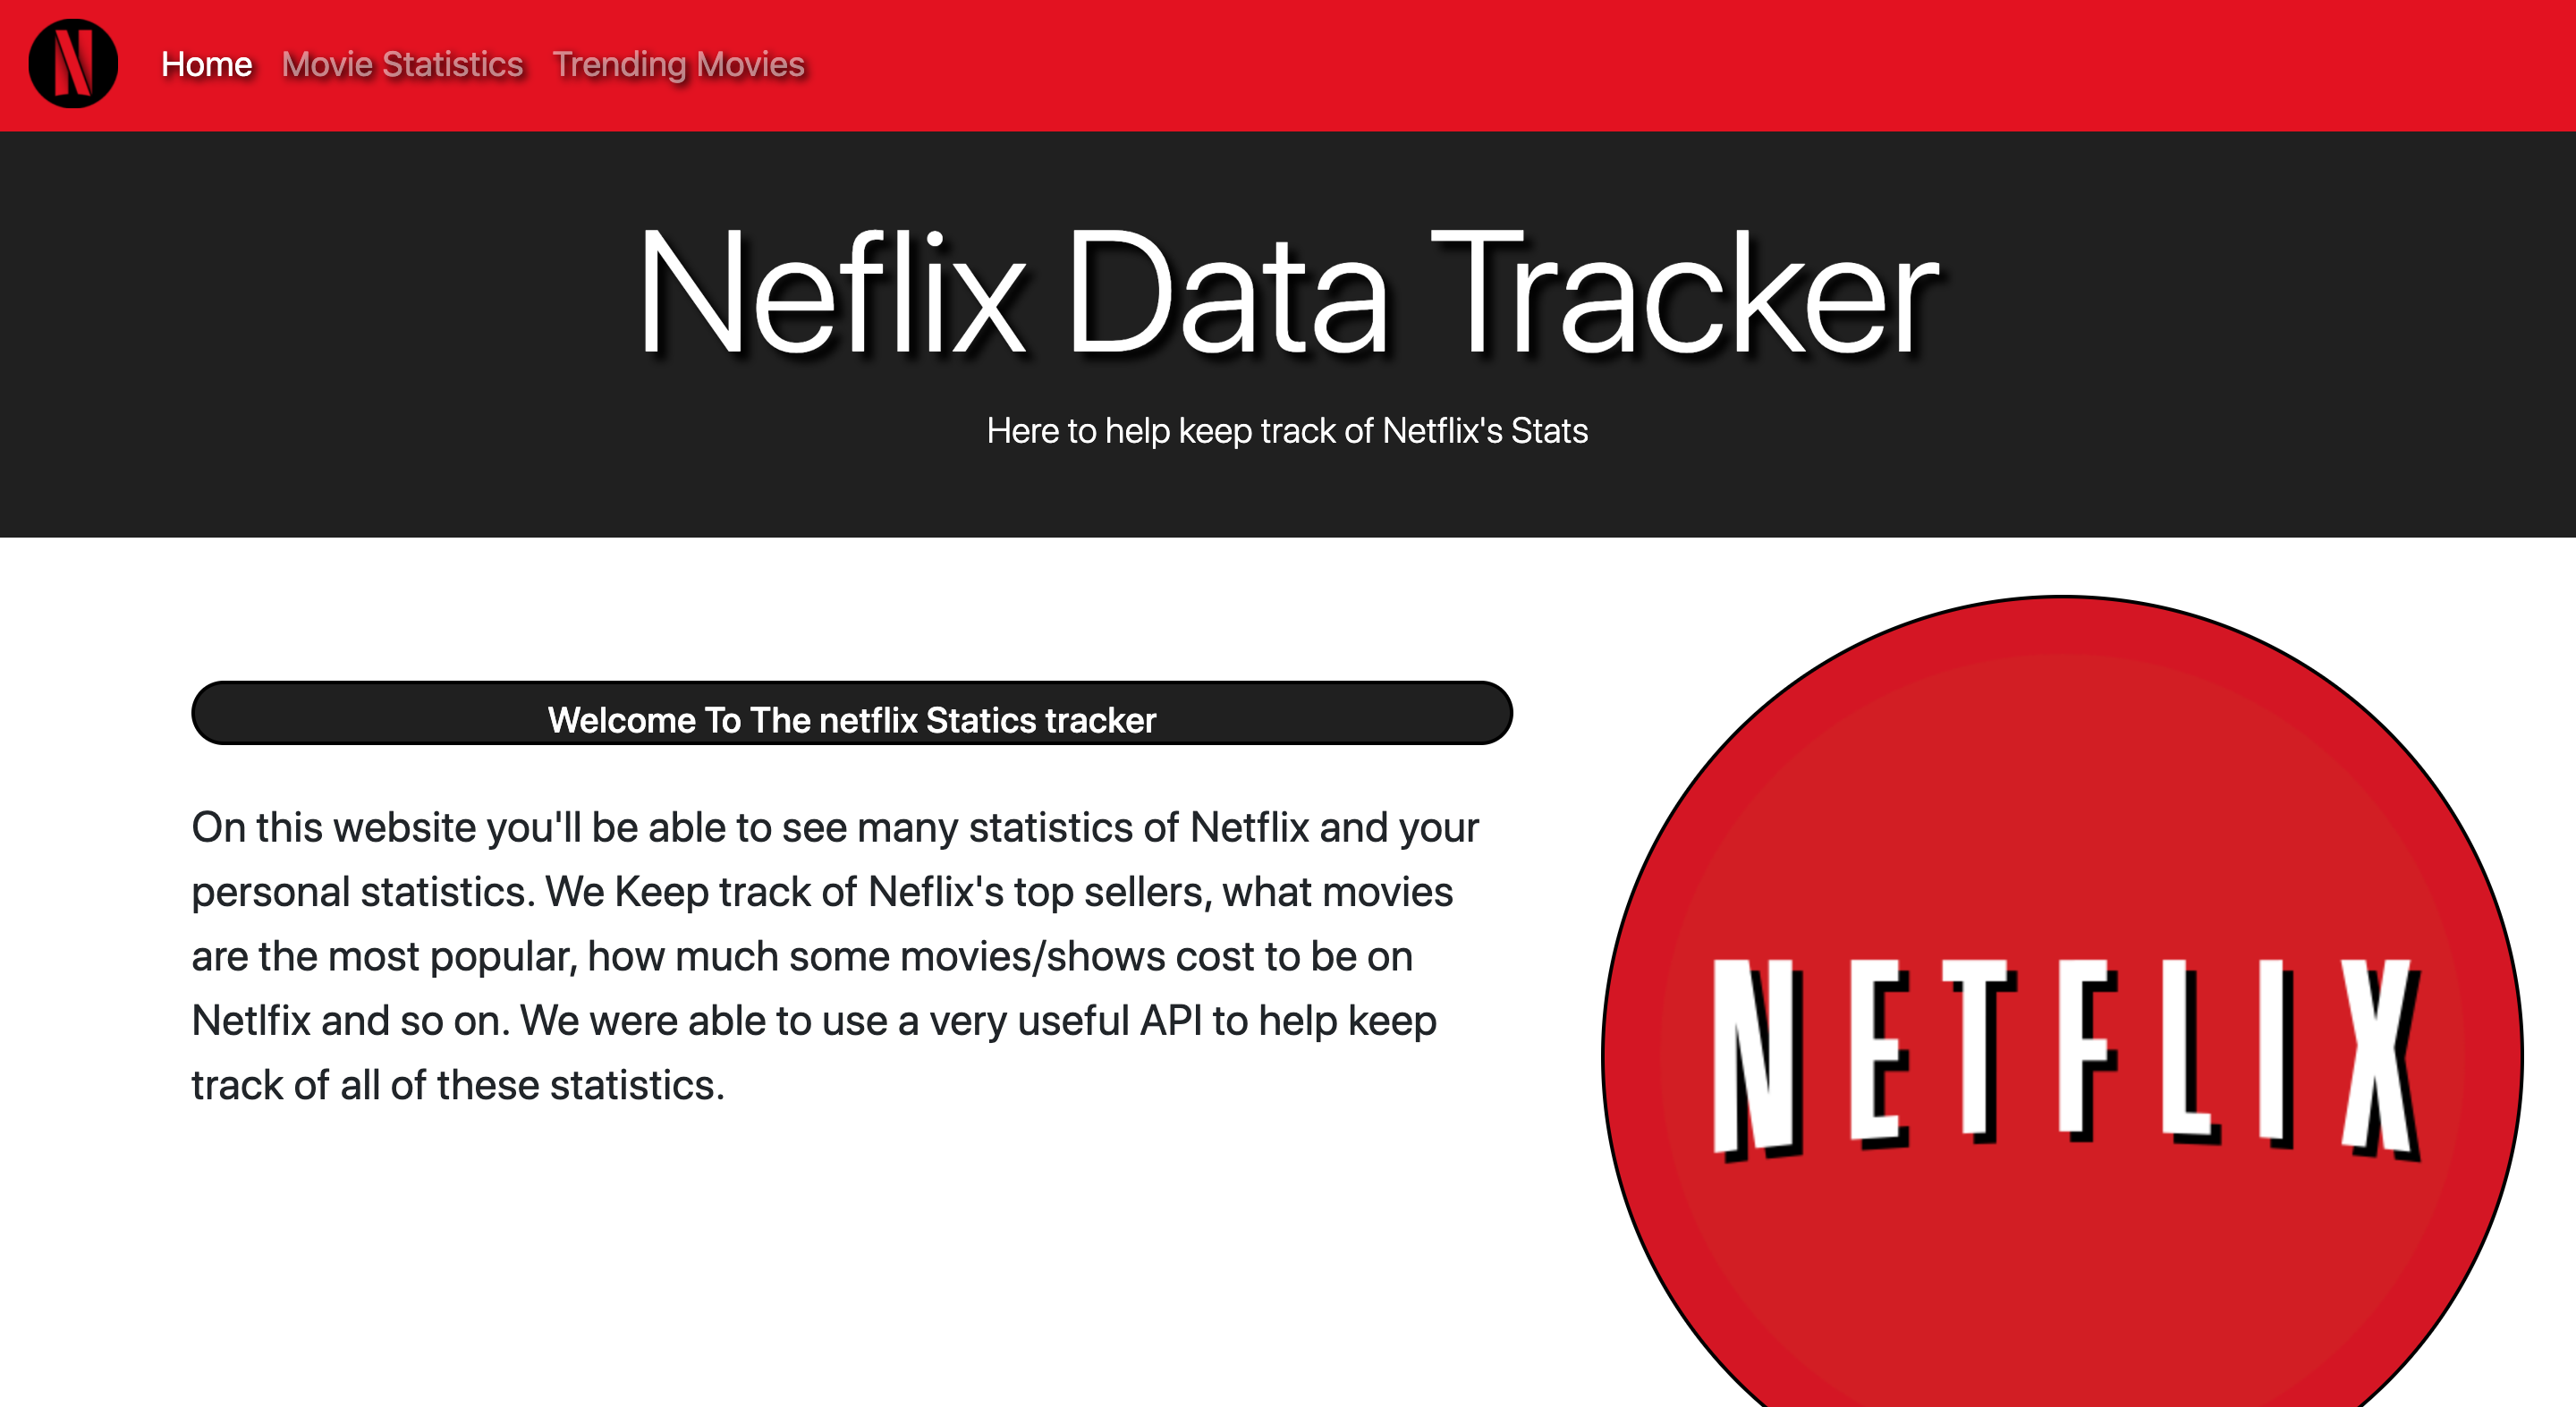 N
Home Movie Statistics Trending Movies
Neflix Data Tracker
Here to help keep track of Netflix's Stats
Welcome To The netflix Statics tracker
On this website you'll be able to see many statistics of Netflix and your
personal statistics. We Keep track of Neflix's top sellers, what movies
are the most popular, how much some movies/shows cost to be on
Netlfix and so on. We were able to use a very useful API to help keep
track of all of these statistics.
NETFLIX